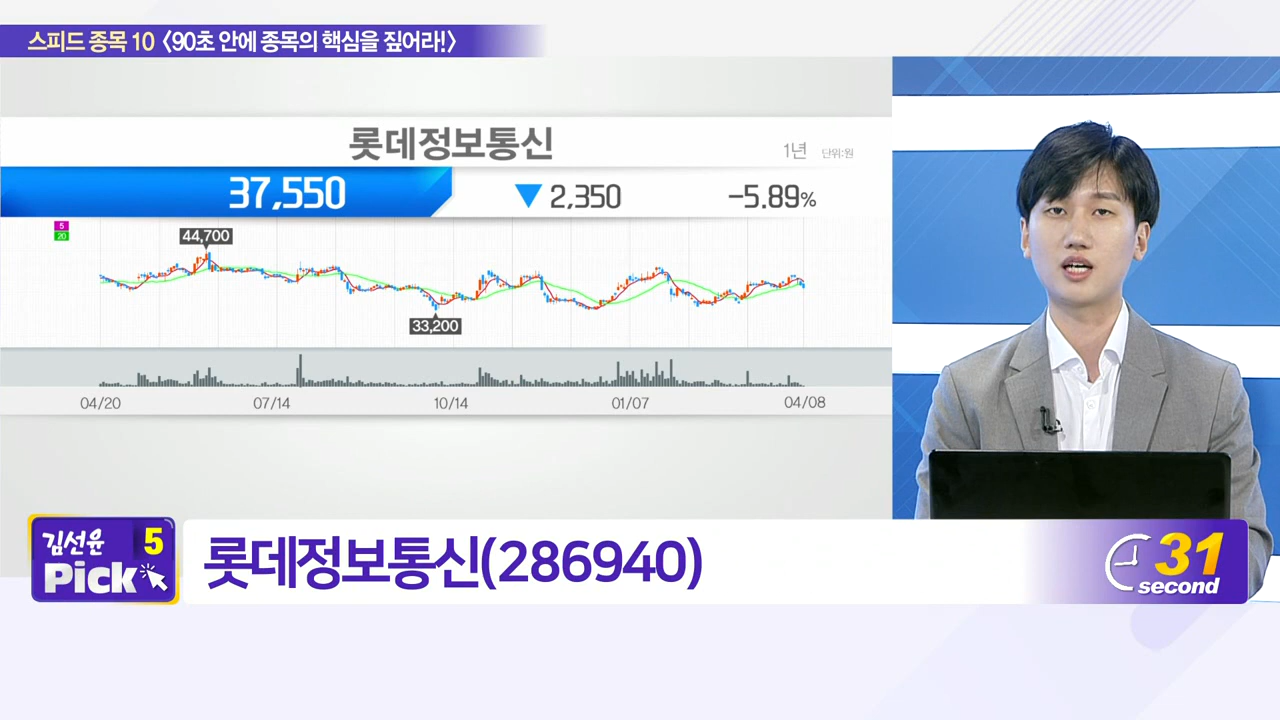 스피드 종목 10 〈90초 안에 종목의 핵심을 짚어라!〉
롯데정보통신
1년 단위:원
37,550 ▼ 2,350 -5.89%
5
20
44,700
33,200
04/20 07/14 10/14 01/07 04/08
김선윤 5
Pick
롯데정보통신(286940)
31
second